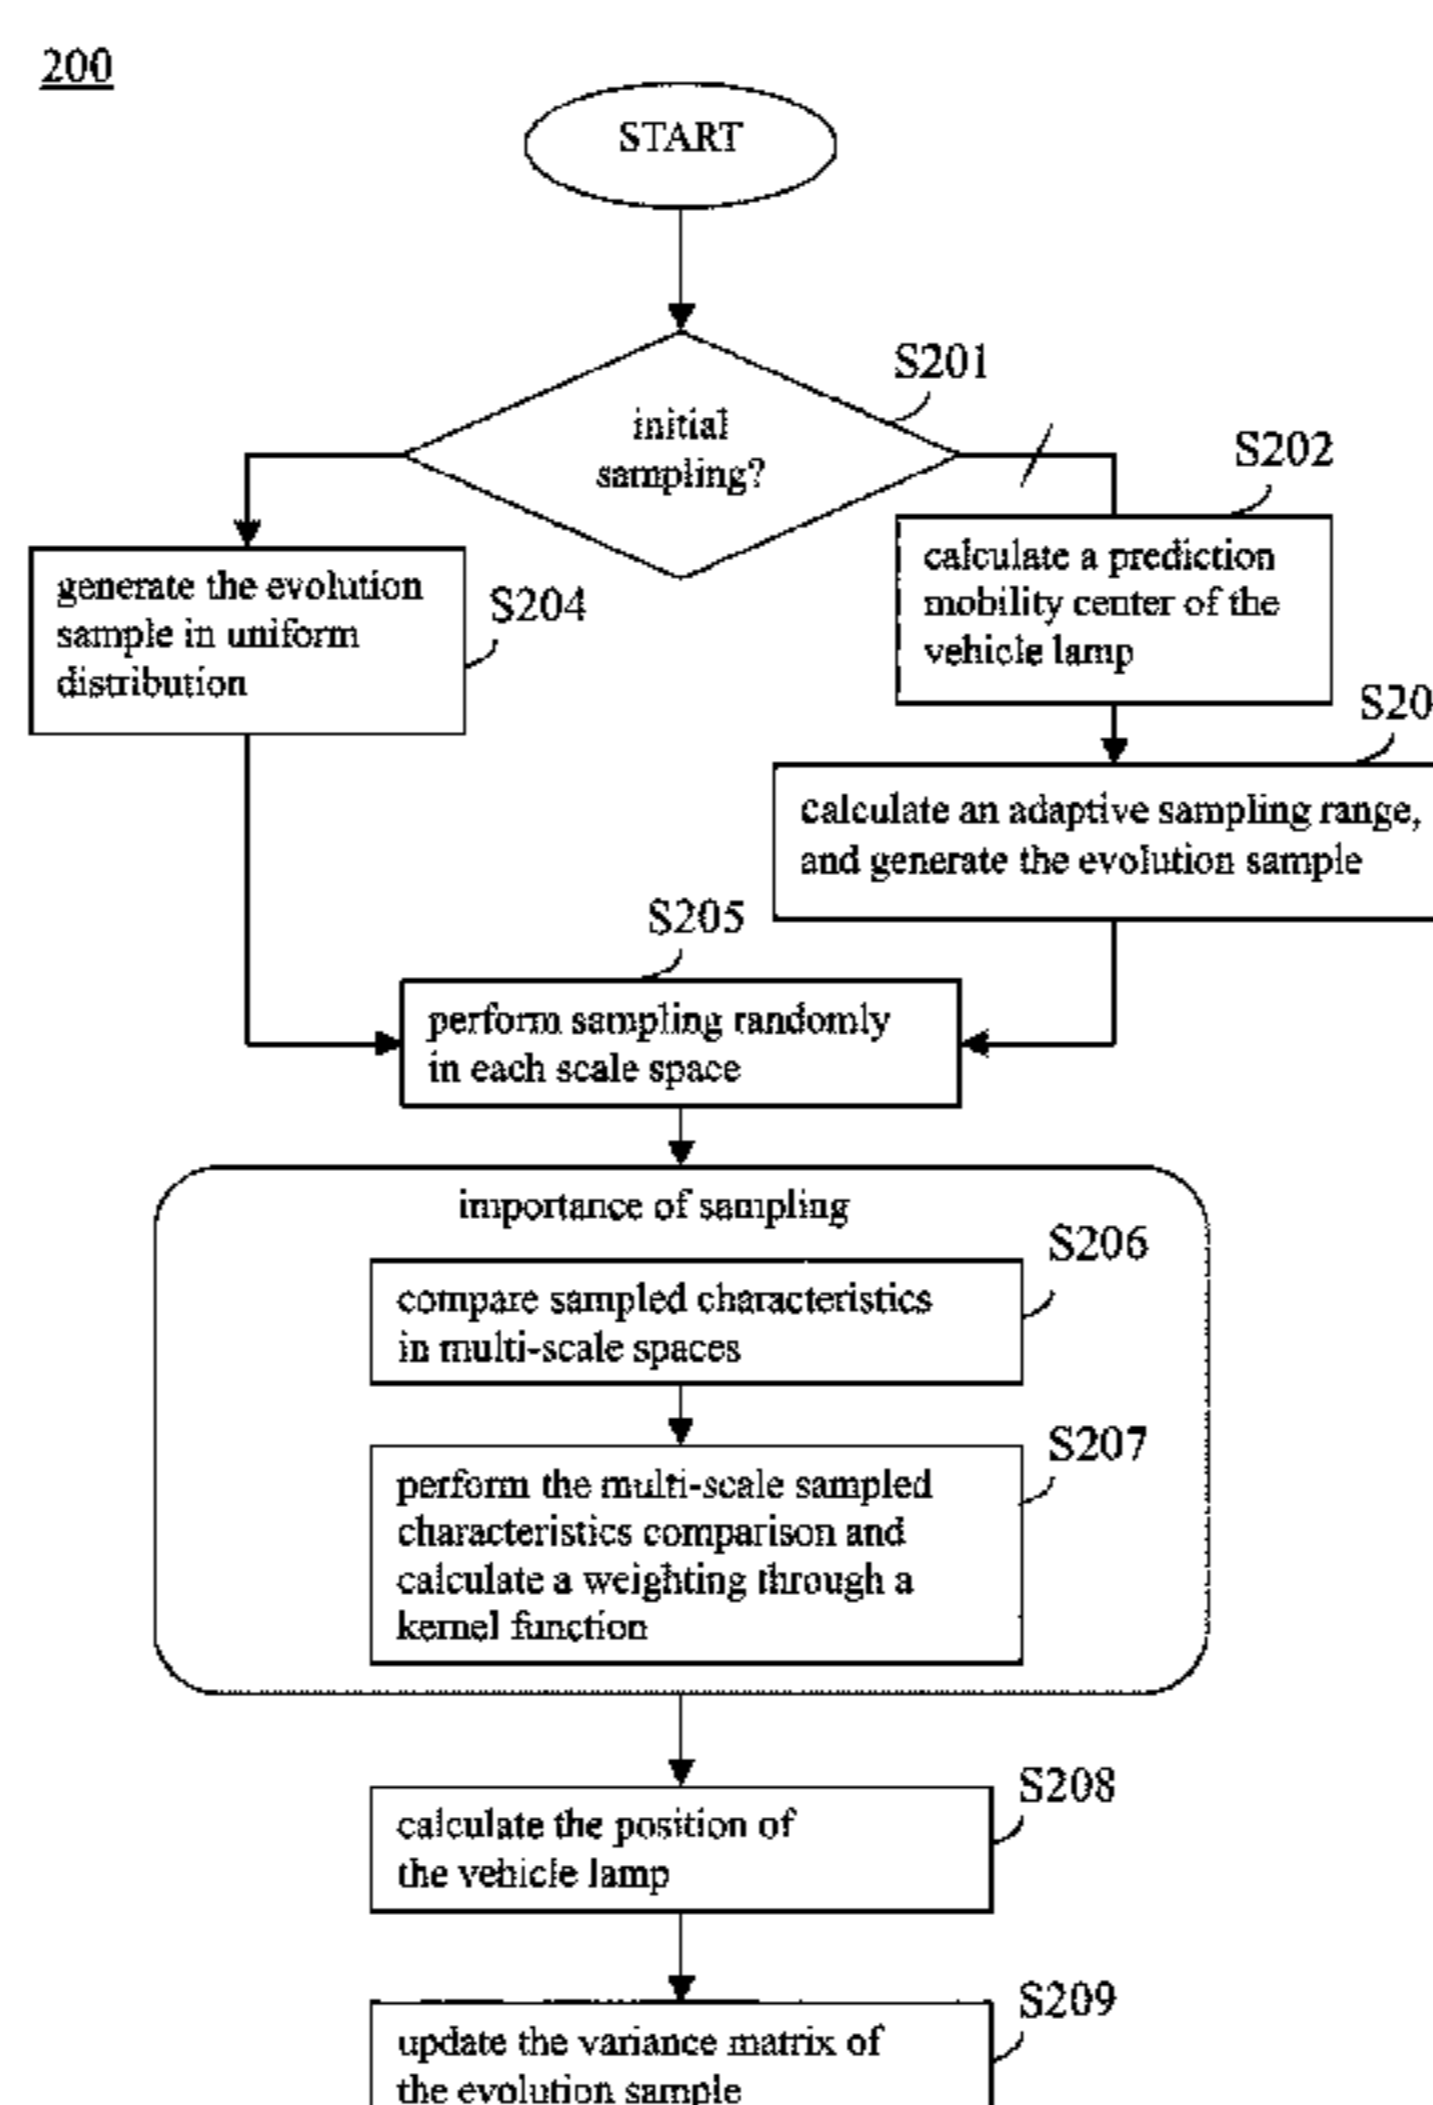 200
START
S201
initial
sampling?
S202
calculate a prediction
mobility center of the
vehicle lamp
generate the evolution
sample in uniform
distribution
S204
S20
calculate an adaptive sampling range,
and generate the evolution sample
S205
perform sampling randomly
in each scale space
importance of sampling
S206
compare sampled characteristics
in multi-scale spaces
S207
perform the multi-scale sampled
characteristics comparison and
calculate a weighting through a
kernel function
S208
calculate the position of
the vehicle lamp
S209
update the variance matrix of
the evolution sample